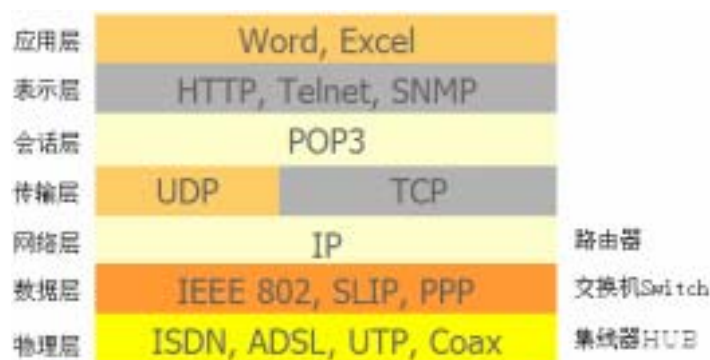 应用层 Word, Excel
表示层 HTTP, Telnet, SNMP
会话层 POP3
传输层 UDP TCP
网络层 IP 路由器
数据层 IEEE 802, SLIP, PPP 交换机Switch
物理层 ISDN, ADSL, UTP, Coax 集线器HUB